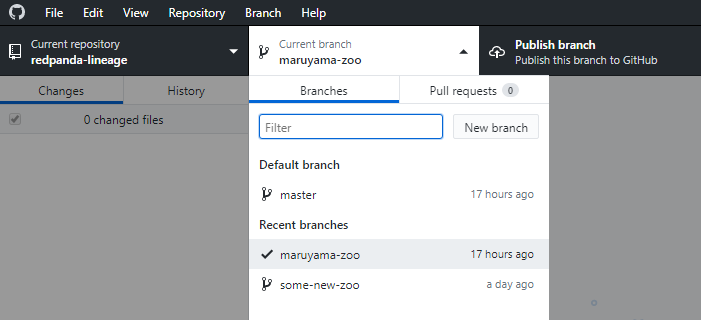 File Edit View Repository Branch Help
Current repository
redpanda-lineage
Current branch
maruyama-zoo
Publish branch
Publish this branch to GitHub
Changes History
Branches Pull requests 0
0 changed files
Filter New branch
Default branch
master 17 hours ago
Recent branches
maruyama-zoo 17 hours ago
some-new-zoo a day ago